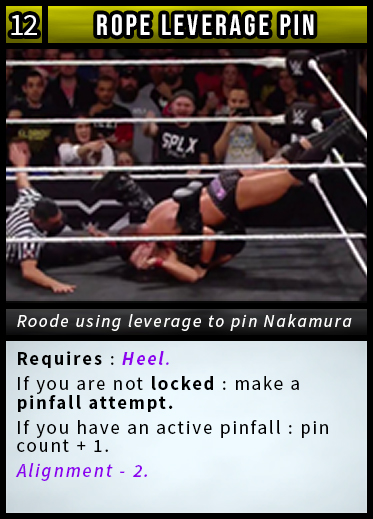 12 ROPE LEVERAGE PIN
SPLX
Roode using leverage to pin Nakamura
Requires : Heel.
If you are not locked : make a
pinfall attempt.
If you have an active pinfall : pin
count + 1.
Alignment - 2.